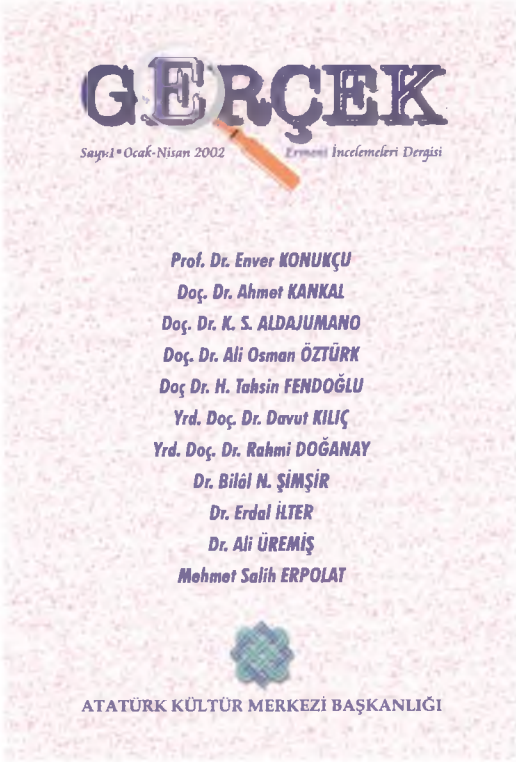 GERÇEK
Sayı:1 • Ocak-Nisan 2002 Ermeni İncelemeleri Dergisi
Prof. Dr. Enver KONUKÇU
Doç. Dr. Ahmet KANKAL
Doç. Dr. K. S. ALDAJUMANO
Doç. Dr. Ali Osman ÖZTÜRK
Doç Dr. H. Tahsin FENDOĞLU
Yrd. Doç. Dr. Davut KILIÇ
Yrd. Doç. Dr. Rahmi DOĞANAY
Dr. Bilâl N. ŞİMŞİR
Dr. Erdal İLTER
Dr. Ali ÜREMİŞ
Mehmet Salih ERPOLAT
ATATÜRK KÜLTÜR MERKEZİ BAŞKANLIĞI